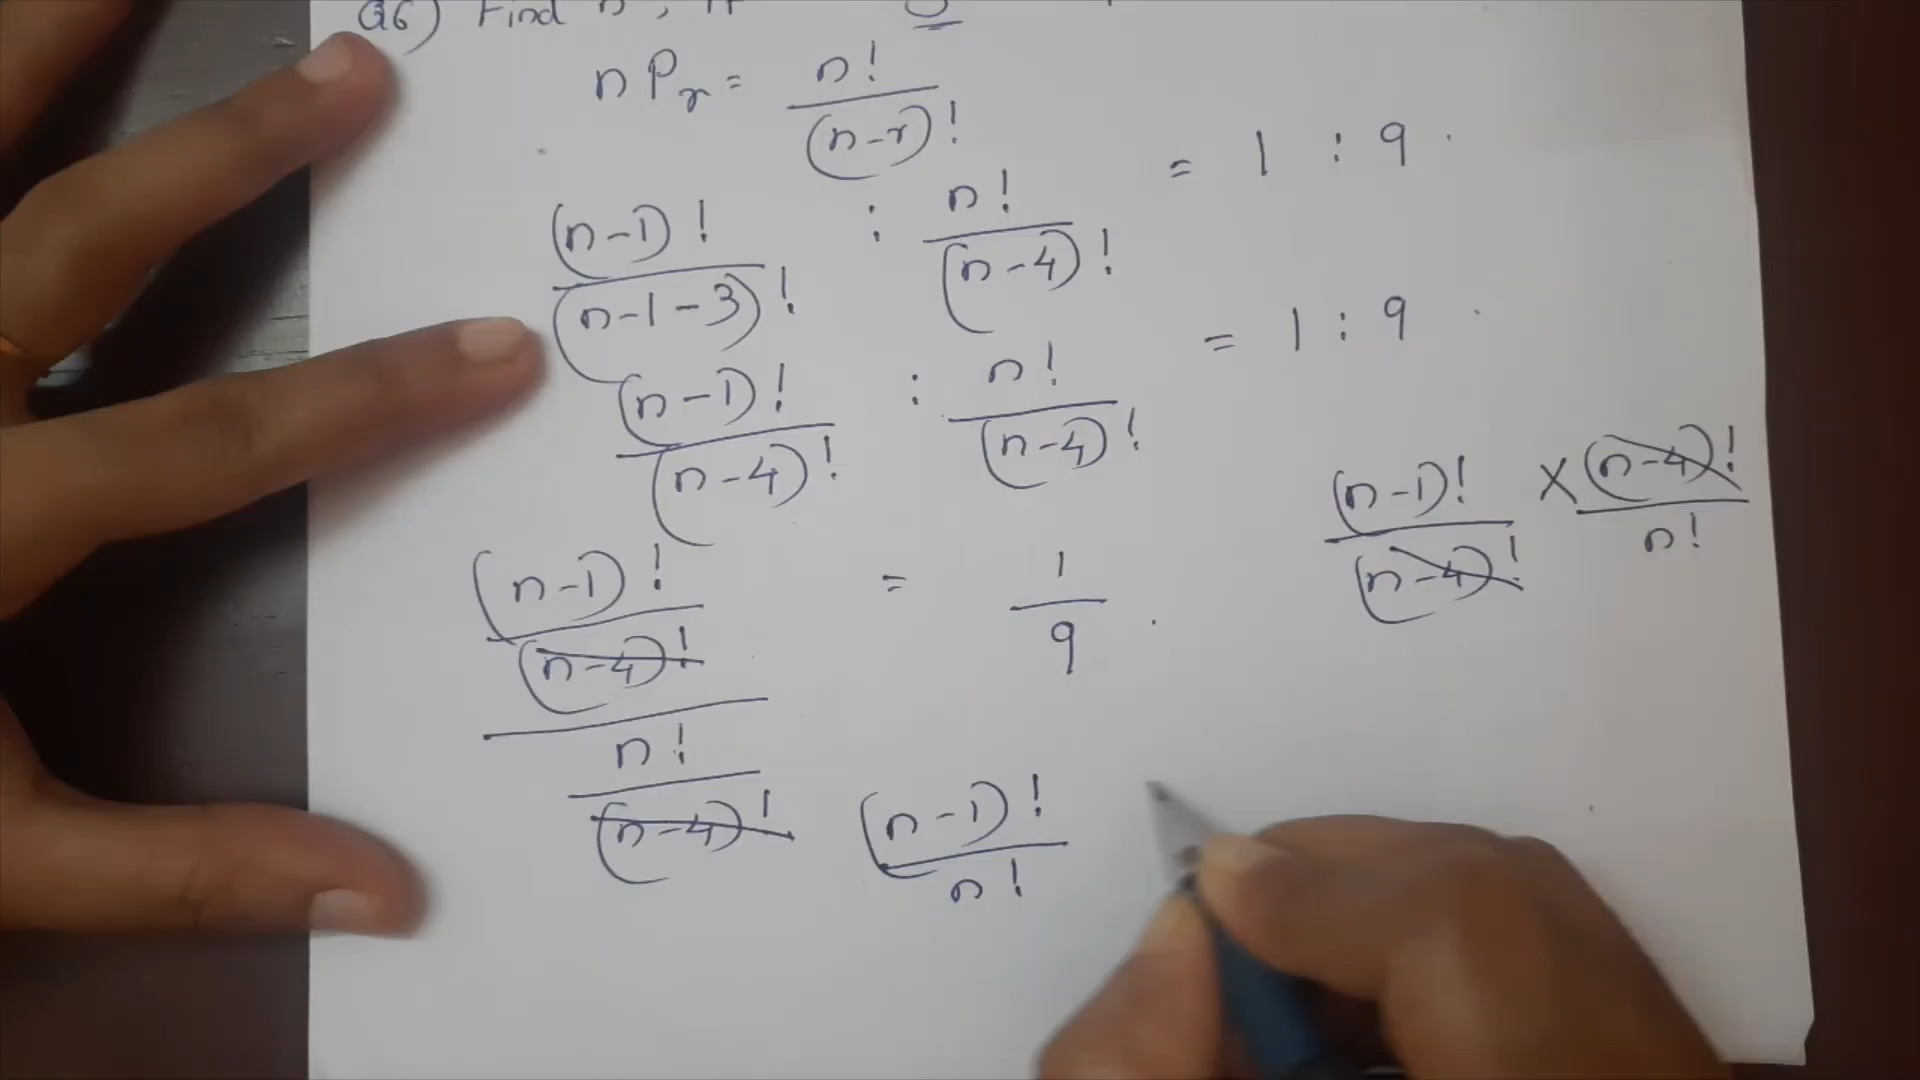 Q6) Find n, if
nPr = n! / (n-r)!
(n-1)! / (n-1-3)! : n! / (n-4)! = 1 : 9.
(n-1)! / (n-4)! : n! / (n-4)! = 1 : 9.
(n-1)! / (n-4)! × (n-4)! / n!
(n-1)! / (n-4)! / n! / (n-4)! = 1 / 9.
(n-1)! / n!